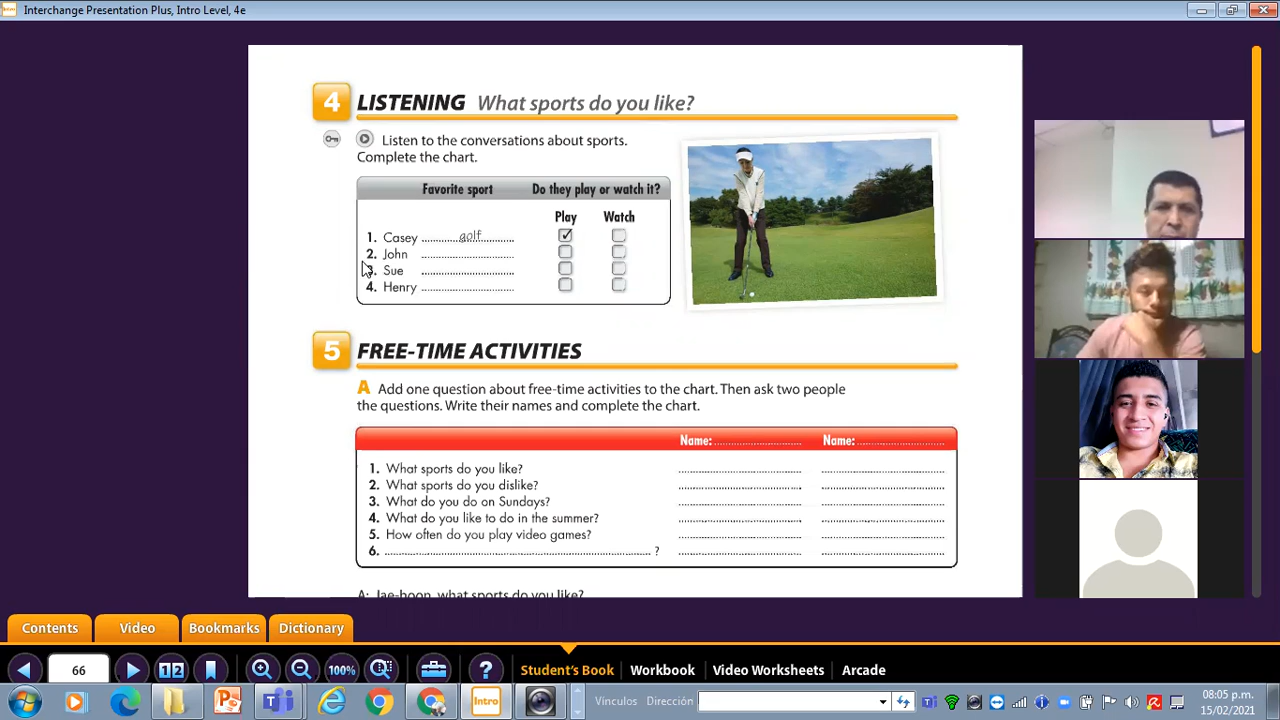 Interchange Presentation Plus, Intro Level, 4e
4 LISTENING What sports do you like?
Listen to the conversations about sports.
Complete the chart.
Favorite sport Do they play or watch it?
Play Watch
1. Casey golf
2. John
3. Sue
4. Henry
5 FREE-TIME ACTIVITIES
A Add one question about free-time activities to the chart. Then ask two people
the questions. Write their names and complete the chart.
Name: Name:
1. What sports do you like?
2. What sports do you dislike?
3. What do you do on Sundays?
4. What do you like to do in the summer?
5. How often do you play video games?
6. ?
A: Jae-hoon, what sports do you like?
Contents Video Bookmarks Dictionary
66 12 100% ? Student's Book Workbook Video Worksheets Arcade
Intro Vínculos Dirección 08:05 p.m.
15/02/2021